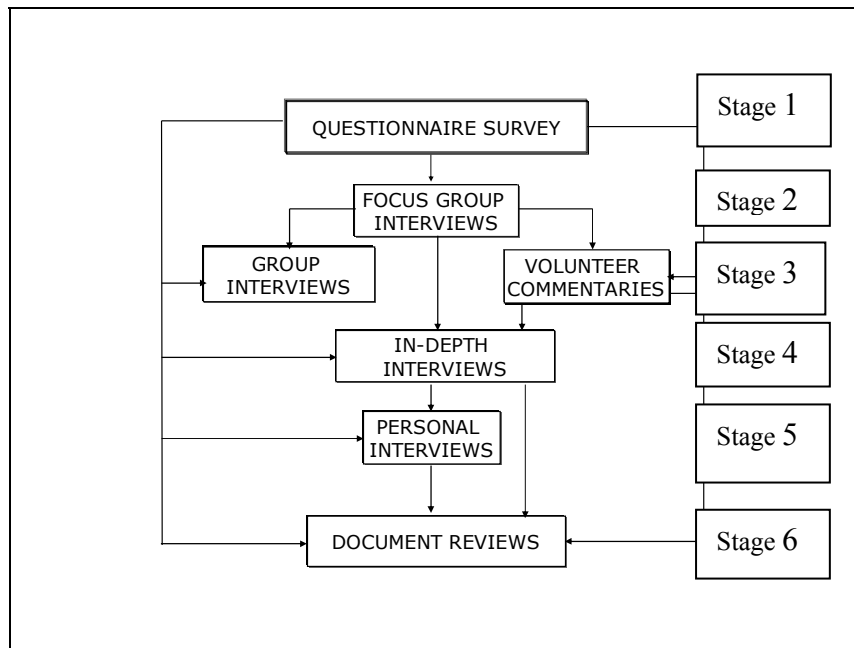 QUESTIONNAIRE SURVEY
Stage 1
FOCUS GROUP
INTERVIEWS
Stage 2
GROUP
INTERVIEWS
VOLUNTEER
COMMENTARIES
Stage 3
IN-DEPTH
INTERVIEWS
Stage 4
PERSONAL
INTERVIEWS
Stage 5
DOCUMENT REVIEWS
Stage 6